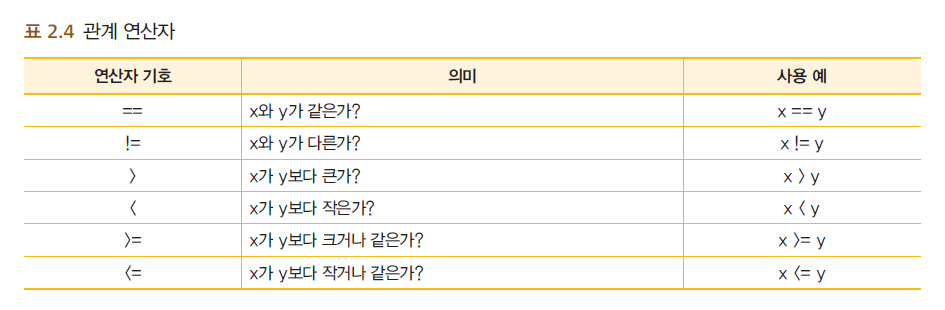 표 2.4 관계 연산자
연산자 기호 의미 사용 예
== x와 y가 같은가? x == y
!= x와 y가 다른가? x != y
> x가 y보다 큰가? x > y
< x가 y보다 작은가? x < y
>= x가 y보다 크거나 같은가? x >= y
<= x가 y보다 작거나 같은가? x <= y